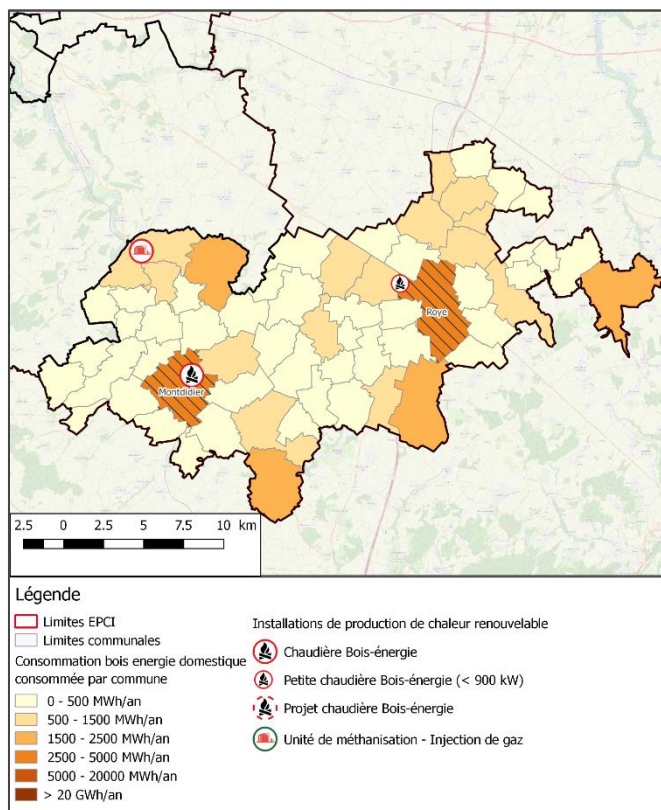 Roye
Montdidier
2.5 0 2.5 5 7.5 10 km
Légende
Limites EPCI
Limites communales
Consommation bois energie domestique
consommée par commune
0 - 500 MWh/an
500 - 1500 MWh/an
1500 - 2500 MWh/an
2500 - 5000 MWh/an
5000 - 20000 MWh/an
> 20 GWh/an
Installations de production de chaleur renouvelable
Chaudière Bois-énergie
Petite chaudière Bois-énergie (< 900 kW)
Projet chaudière Bois-énergie
Unité de méthanisation - Injection de gaz